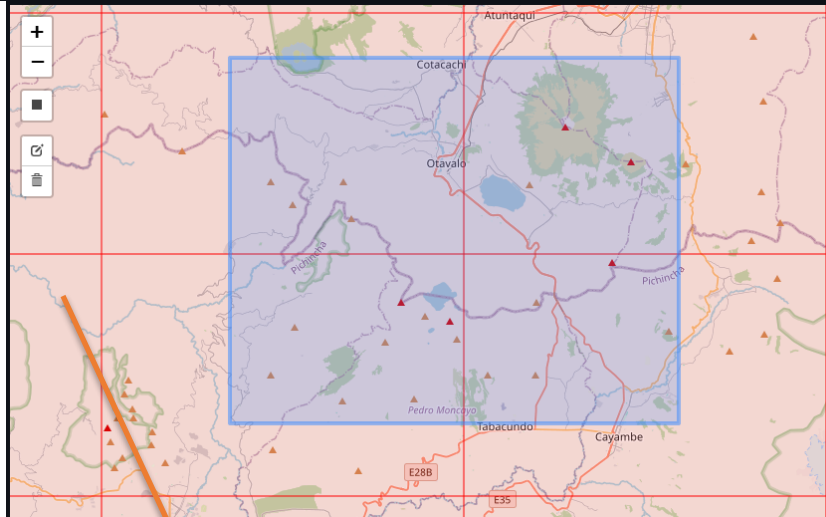 +
Atuntaqui
−
Cotacachi
Otavalo
Pichincha
Pichincha
Pedro Moncayo
Tabacundo
Cayambe
E28B
E35